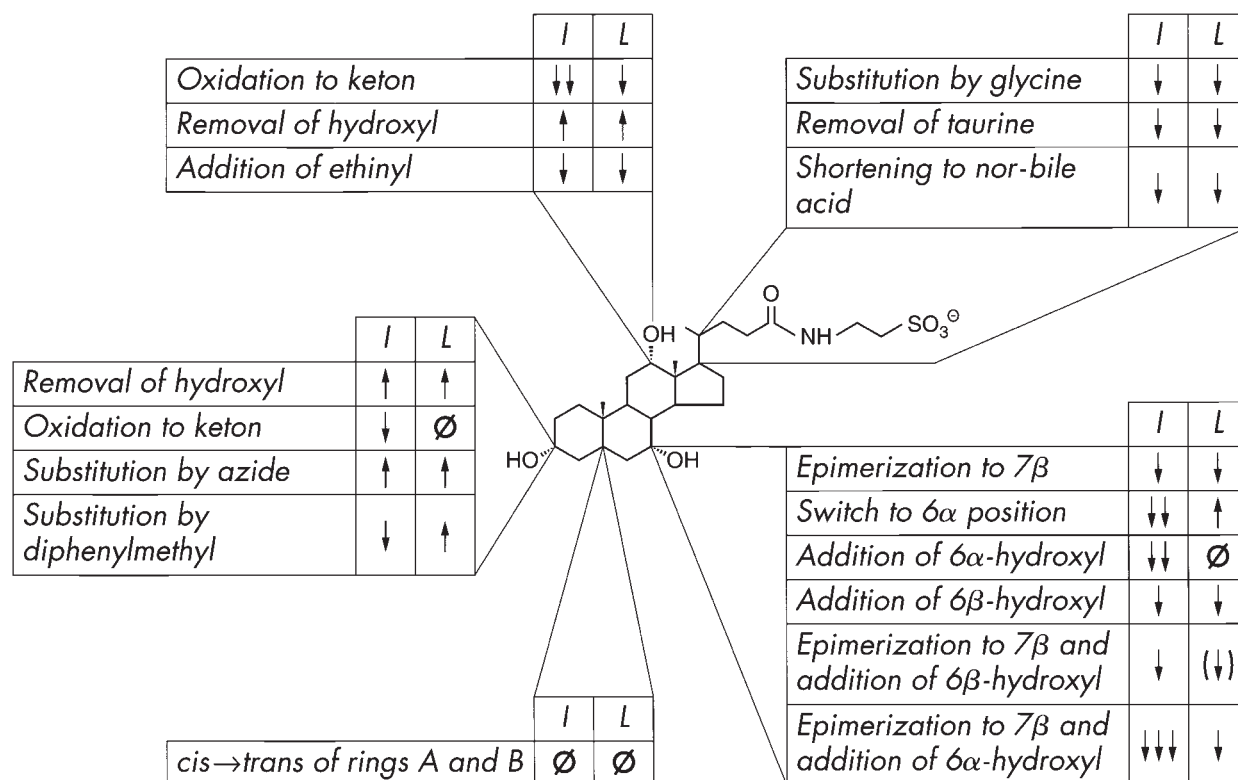 I L
Oxidation to keton ↓↓ ↓
Removal of hydroxyl ↑ ↑
Addition of ethinyl ↓ ↓
I L
Substitution by glycine ↓ ↓
Removal of taurine ↓ ↓
Shortening to nor-bile
acid ↓ ↓
O
OH
NH
SO3⊖
HO
OH
I L
Removal of hydroxyl ↑ ↑
Oxidation to keton ↓ Ø
Substitution by azide ↑ ↑
Substitution by
diphenylmethyl ↓ ↑
I L
Epimerization to 7β ↓ ↓
Switch to 6α position ↓↓ ↑
Addition of 6α-hydroxyl ↓↓ Ø
Addition of 6β-hydroxyl ↓ ↓
Epimerization to 7β and
addition of 6β-hydroxyl ↓ (↓)
Epimerization to 7β and
addition of 6α-hydroxyl ↓↓↓ ↓
I L
cis→trans of rings A and B Ø Ø